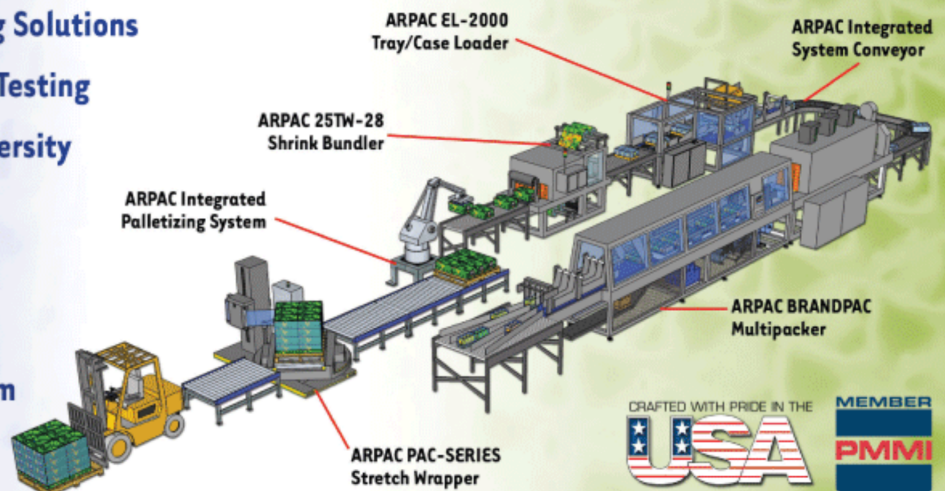 g Solutions
Testing
ersity
m
ARPAC EL-2000
Tray/Case Loader
ARPAC Integrated
System Conveyor
ARPAC 25TW-28
Shrink Bundler
ARPAC Integrated
Palletizing System
ARPAC BRANDPAC
Multipacker
ARPAC PAC-SERIES
Stretch Wrapper
CRAFTED WITH PRIDE IN THE
USA
MEMBER
PMMI